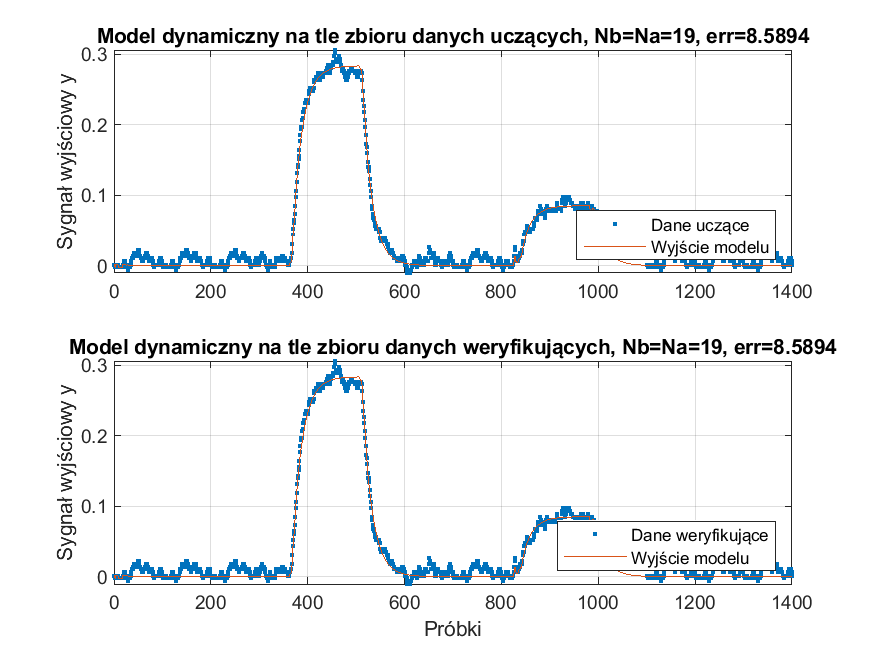 Model dynamiczny na tle zbioru danych uczących, Nb=Na=19, err=8.5894
0.3
0.2
0.1
0
Sygnał wyjściowy y
Dane uczące
Wyjście modelu
0 200 400 600 800 1000 1200 1400
Model dynamiczny na tle zbioru danych weryfikujących, Nb=Na=19, err=8.5894
0.3
0.2
0.1
0
Sygnał wyjściowy y
Dane weryfikujące
Wyjście modelu
0 200 400 600 800 1000 1200 1400
Próbki